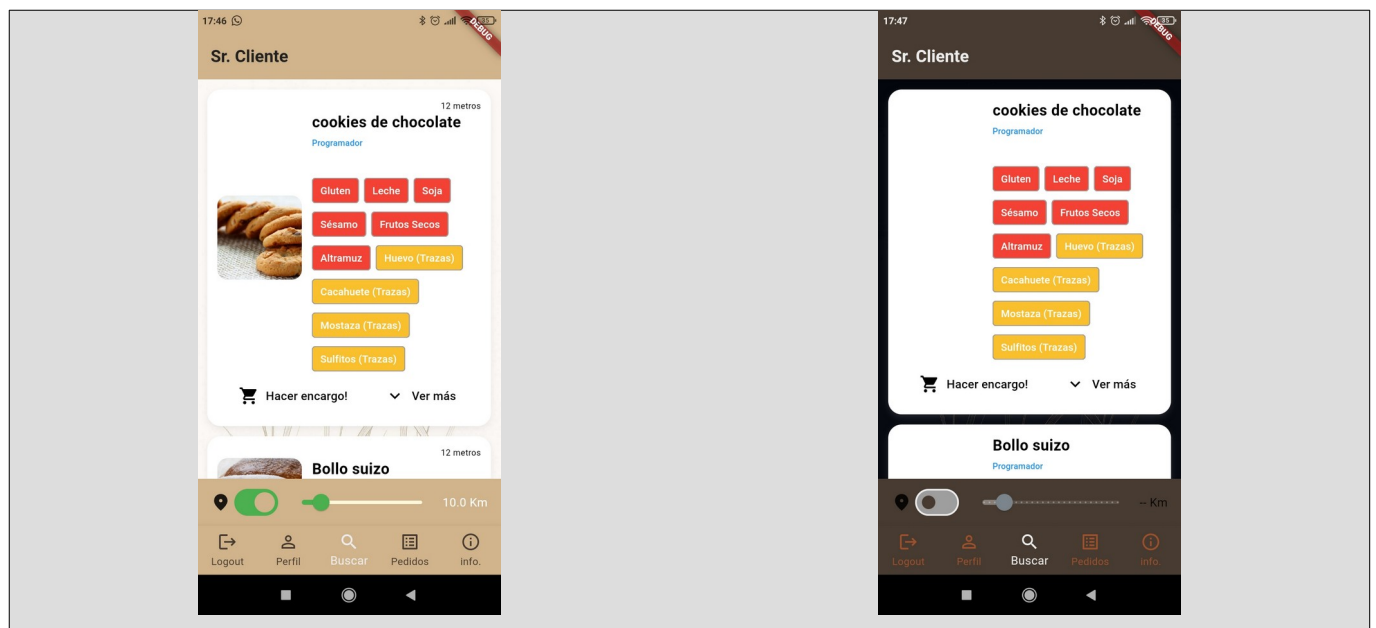 17:46
35
DEBUG
Sr. Cliente
12 metros
cookies de chocolate
Programador
Gluten Leche Soja
Sésamo Frutos Secos
Altramuz Huevo (Trazas)
Cacahuete (Trazas)
Mostaza (Trazas)
Sulfitos (Trazas)
Hacer encargo! Ver más
12 metros
Bollo suizo
10.0 Km
Logout Perfil Buscar Pedidos info.
17:47
35
DEBUG
Sr. Cliente
cookies de chocolate
Programador
Gluten Leche Soja
Sésamo Frutos Secos
Altramuz Huevo (Trazas)
Cacahuete (Trazas)
Mostaza (Trazas)
Sulfitos (Trazas)
Hacer encargo! Ver más
Bollo suizo
Programador
-- Km
Logout Perfil Buscar Pedidos info.